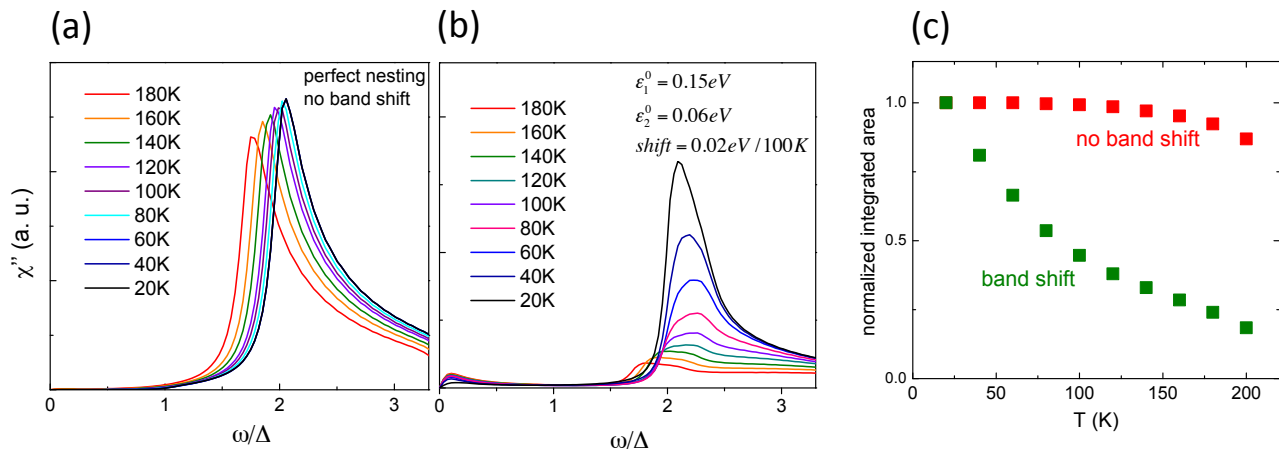 (a)
perfect nesting
no band shift
180K
160K
140K
120K
100K
80K
60K
40K
20K
χ” (a. u.)
0
1
2
3
ω/Δ
(b)
ε₁⁰ = 0.15eV
ε₂⁰ = 0.06eV
shift = 0.02eV / 100K
180K
160K
140K
120K
100K
80K
60K
40K
20K
0
1
2
3
ω/Δ
(c)
normalized integrated area
1.0
0.5
0.0
no band shift
band shift
0
50
100
150
200
T (K)